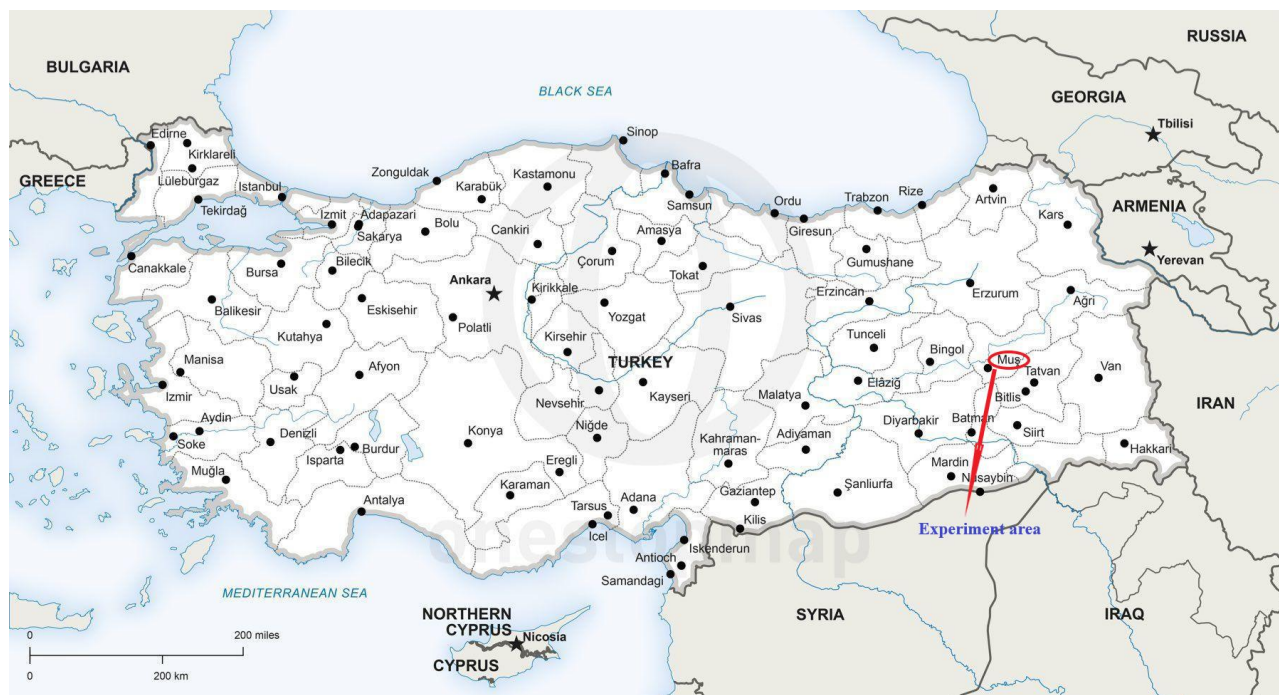 RUSSIA
BULGARIA
BLACK SEA
GEORGIA
Tbilisi
Edirne
Kirklareli
Sinop
GREECE
Lüleburgaz
Istanbul
Zonguldak
Karabük
Kastamonu
Bafra
Samsun
Ordu
Trabzon
Rize
Artvin
ARMENIA
Tekirdağ
Izmit
Adapazari
Sakarya
Bolu
Cankiri
Amasya
Giresun
Kars
Çorum
Gumushane
Yerevan
Canakkale
Bursa
Bilecik
Ankara
Tokat
Kirikkale
Erzincan
Erzurum
Ağri
Balikesir
Eskisehir
Polatli
Yozgat
Sivas
Kutahya
Kirsehir
Tunceli
Bingol
Muş
Manisa
Usak
Afyon
TURKEY
Van
Tatvan
Elâziğ
Izmir
Nevsehir
Kayseri
Malatya
Bitlis
IRAN
Aydin
Soke
Denizli
Burdur
Isparta
Konya
Niğde
Kahraman-
maras
Adiyaman
Diyarbakir
Batman
Siirt
Hakkari
Muğla
Eregli
Karaman
Mardin
Nusaybin
Antalya
Tarsus
Adana
Gaziantep
Şanliurfa
Icel
Kilis
Experiment area
onestopmap
Iskenderun
Antioch
Samandagi
MEDITERRANEAN SEA
NORTHERN
CYPRUS
Nicosia
CYPRUS
SYRIA
IRAQ
0
200 miles
0
200 km